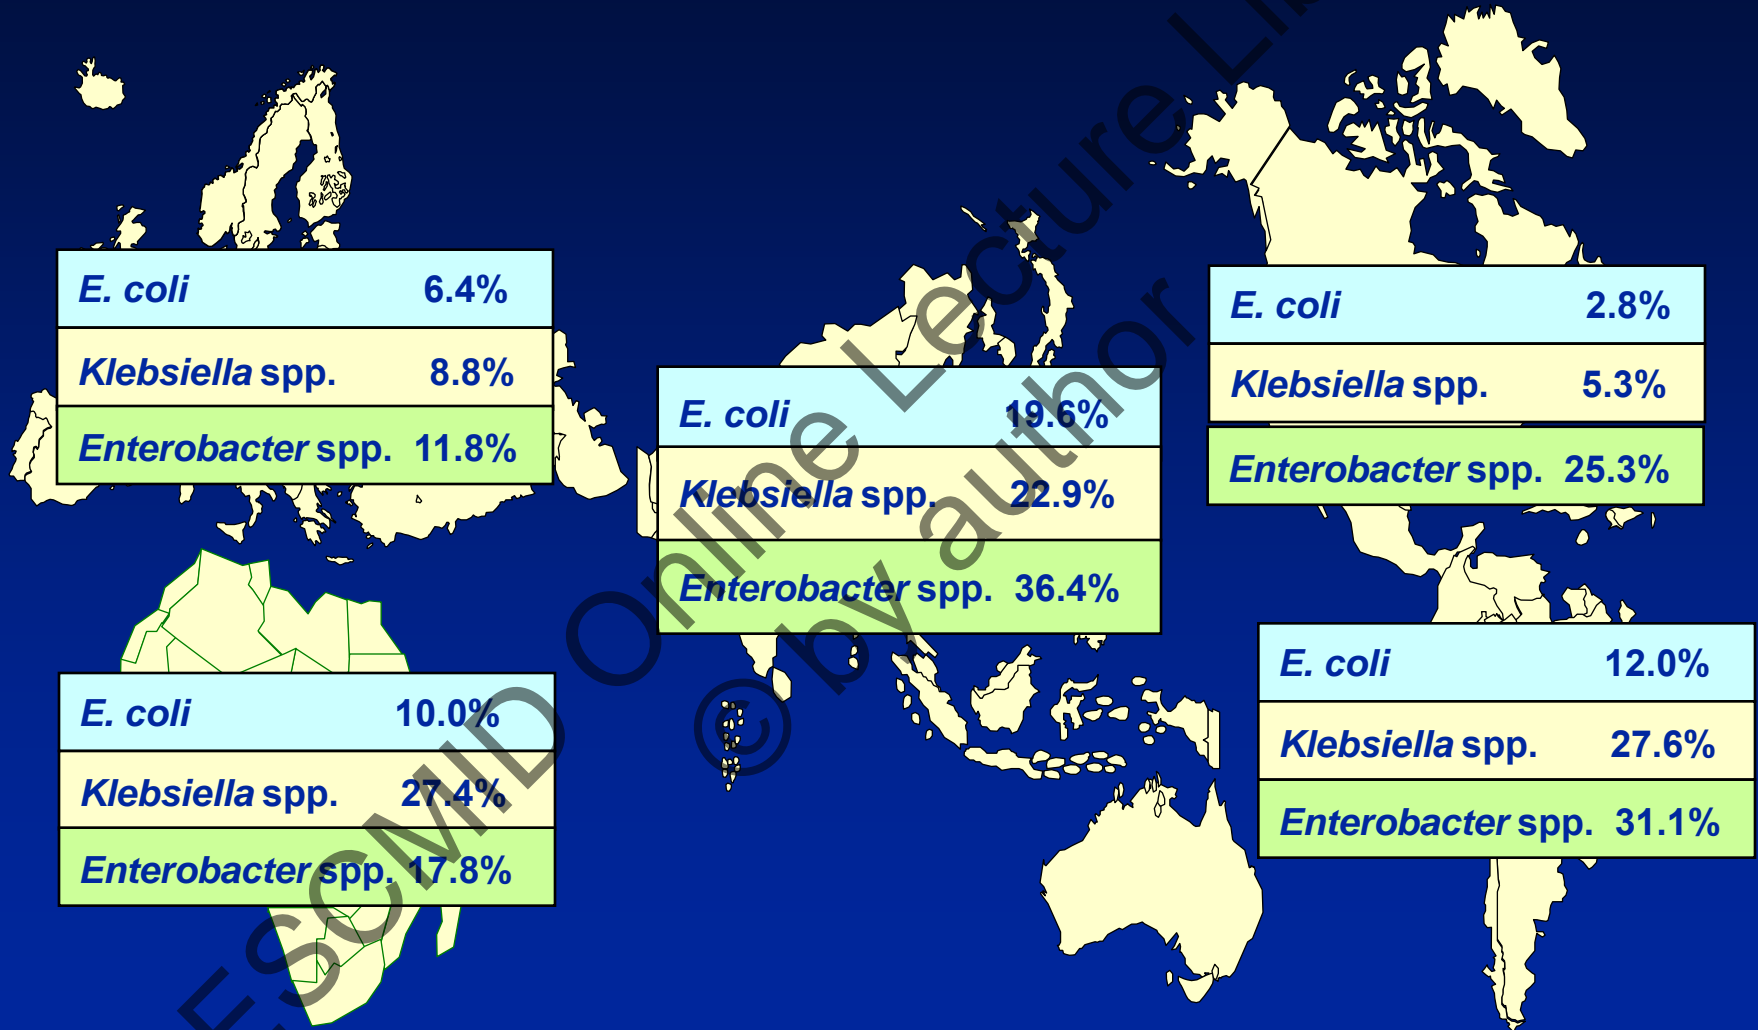 E. coli 6.4%
Klebsiella spp. 8.8%
Enterobacter spp. 11.8%
E. coli 19.6%
Klebsiella spp. 22.9%
Enterobacter spp. 36.4%
E. coli 2.8%
Klebsiella spp. 5.3%
Enterobacter spp. 25.3%
E. coli 10.0%
Klebsiella spp. 27.4%
Enterobacter spp. 17.8%
E. coli 12.0%
Klebsiella spp. 27.6%
Enterobacter spp. 31.1%
ESCMID Online Lecture
© by author